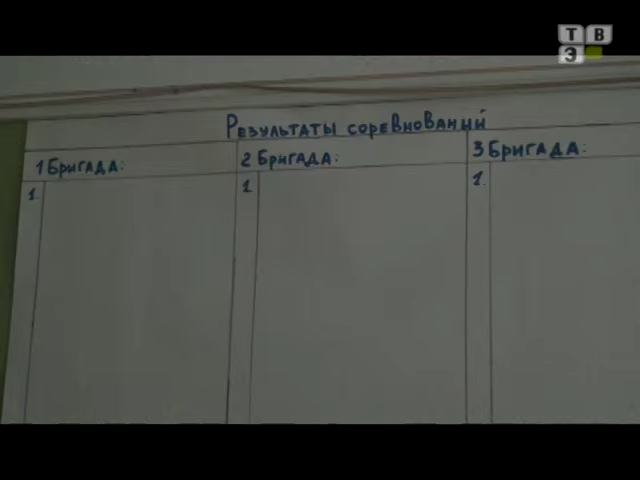 ТВ
Э
Результаты соревнований
1 Бригада: 2 Бригада: 3 Бригада:
1. 1 1.